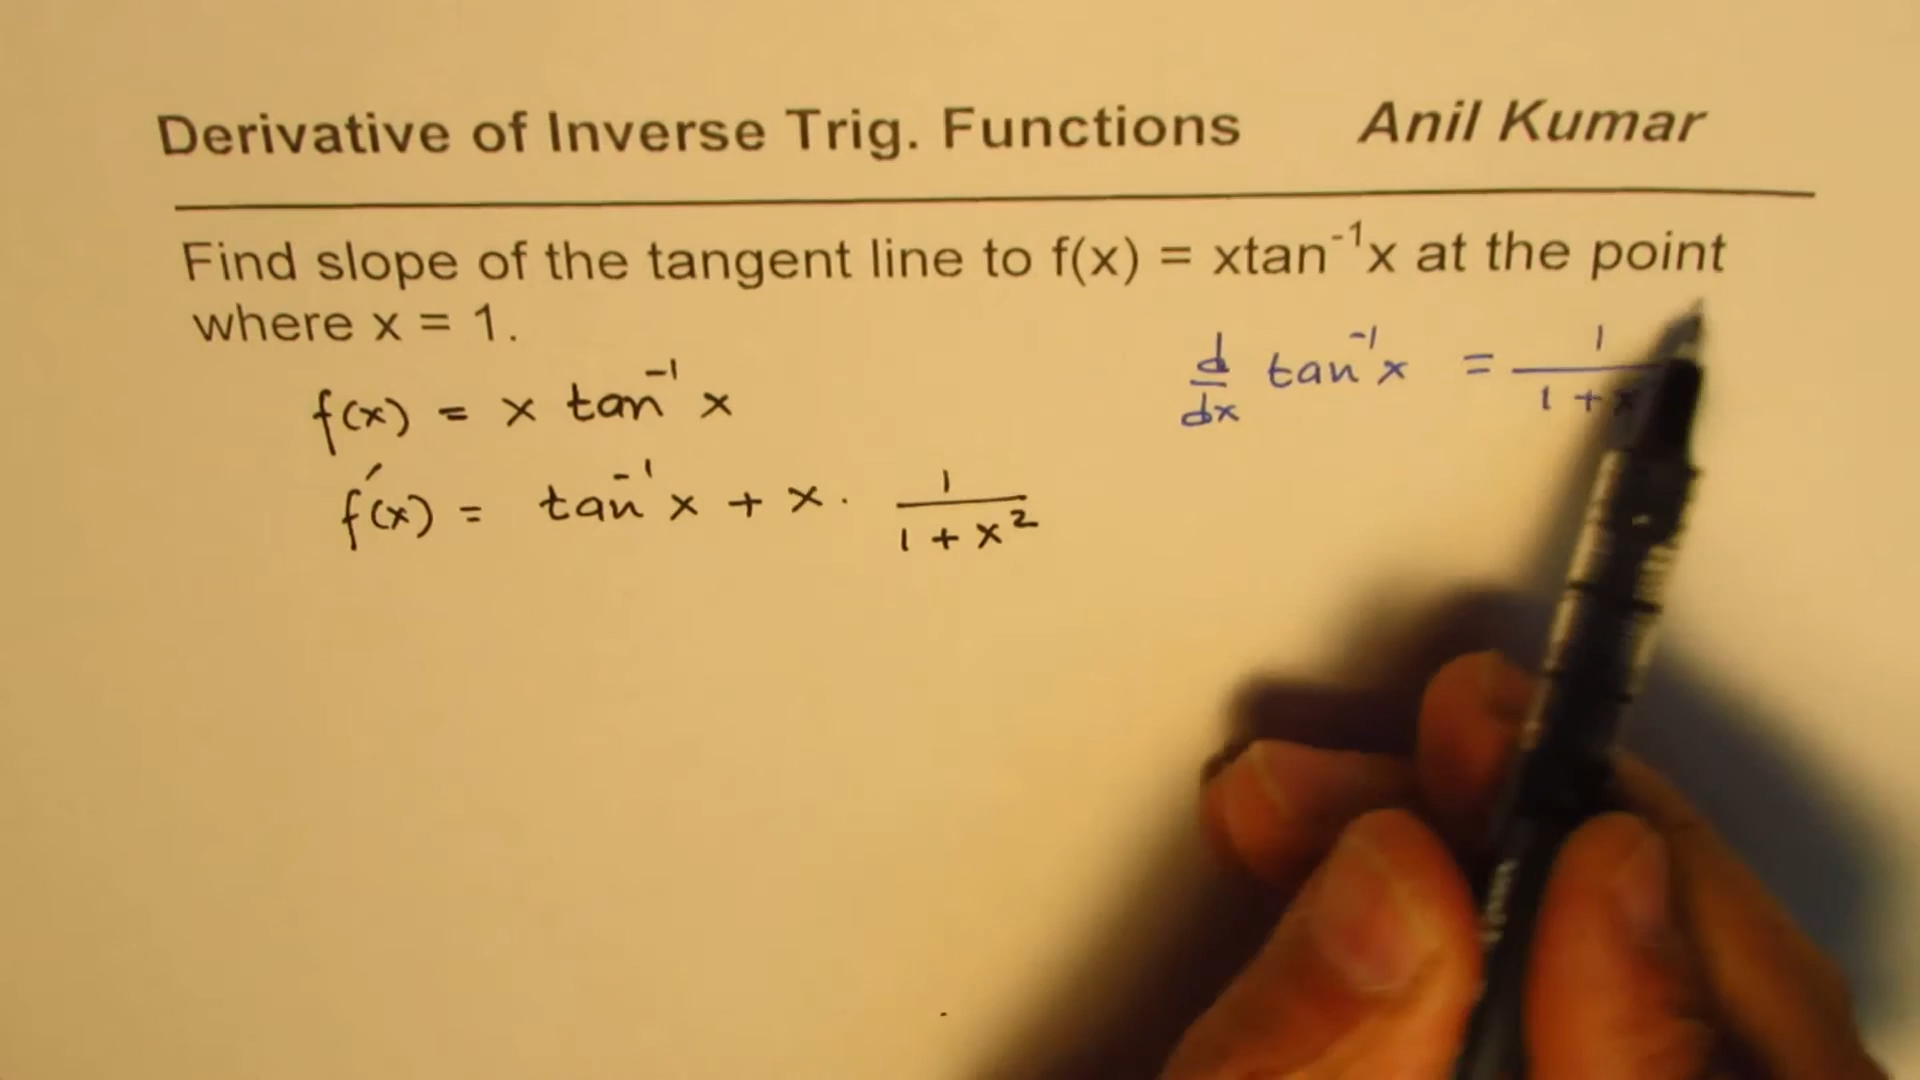 Derivative of Inverse Trig. Functions Anil Kumar
Find slope of the tangent line to f(x) = xtan⁻¹x at the point
where x = 1.
d/dx tan⁻¹x = 1/(1 + x
f(x) = x tan⁻¹ x
f'(x) = tan⁻¹ x + x · 1/(1 + x²)